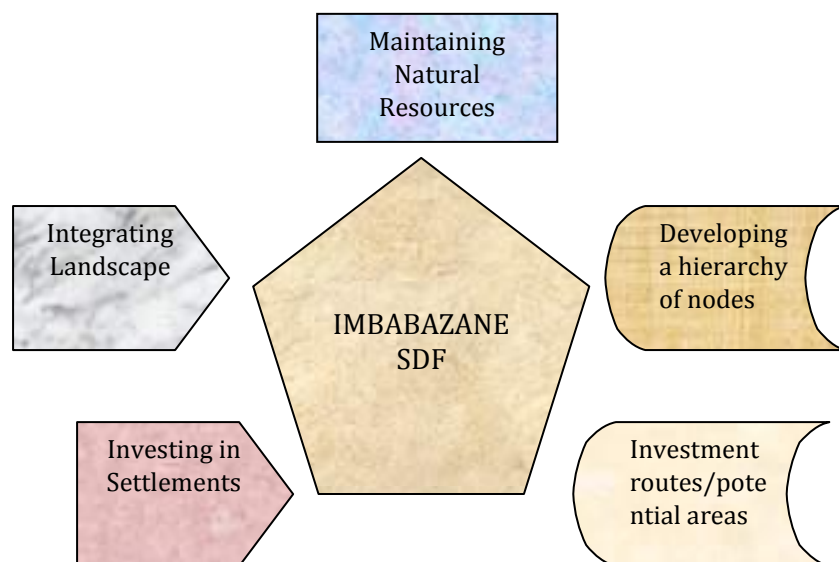 Maintaining
Natural
Resources
Integrating
Landscape
Developing
a hierarchy
of nodes
IMBABAZANE
SDF
Investing in
Settlements
Investment
routes/pote
ntial areas